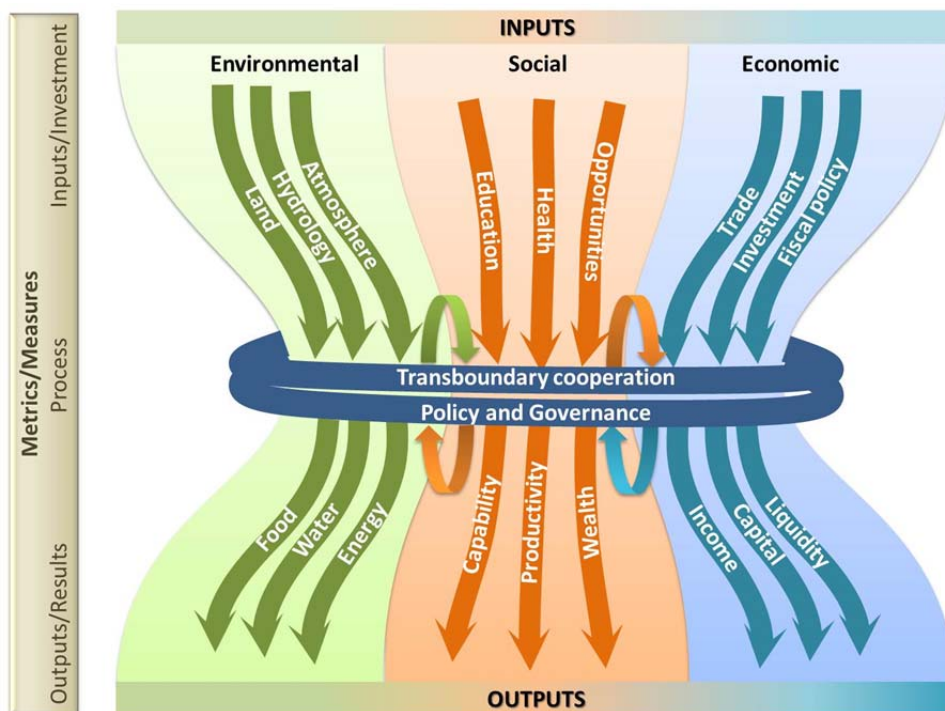 INPUTS
Environmental
Social
Economic
Land
Hydrology
Atmosphere
Education
Health
Opportunities
Trade
Investment
Fiscal policy
Transboundary cooperation
Policy and Governance
Food
Water
Energy
Capability
Productivity
Wealth
Income
Capital
Liquidity
OUTPUTS
Metrics/Measures
Inputs/Investment
Process
Outputs/Results